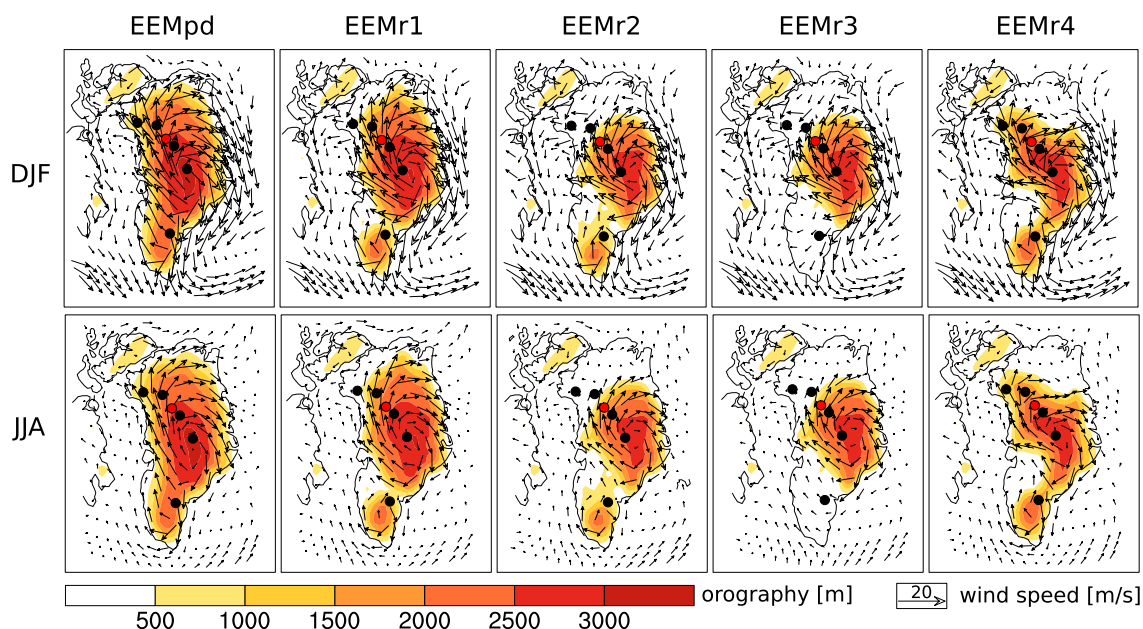 EEMpd EEMr1 EEMr2 EEMr3 EEMr4
DJF
JJA
orography [m] 20 wind speed [m/s]
500 1000 1500 2000 2500 3000